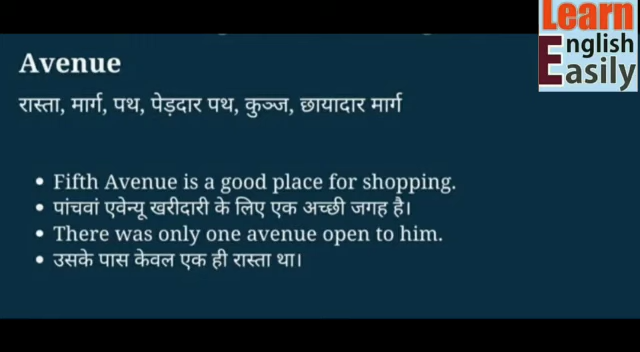 Learn
English
Easily
Avenue
रास्ता, मार्ग, पथ, पेड़दार पथ, कुञ्ज, छायादार मार्ग
• Fifth Avenue is a good place for shopping.
• पांचवां एवेन्यू खरीदारी के लिए एक अच्छी जगह है।
• There was only one avenue open to him.
• उसके पास केवल एक ही रास्ता था।